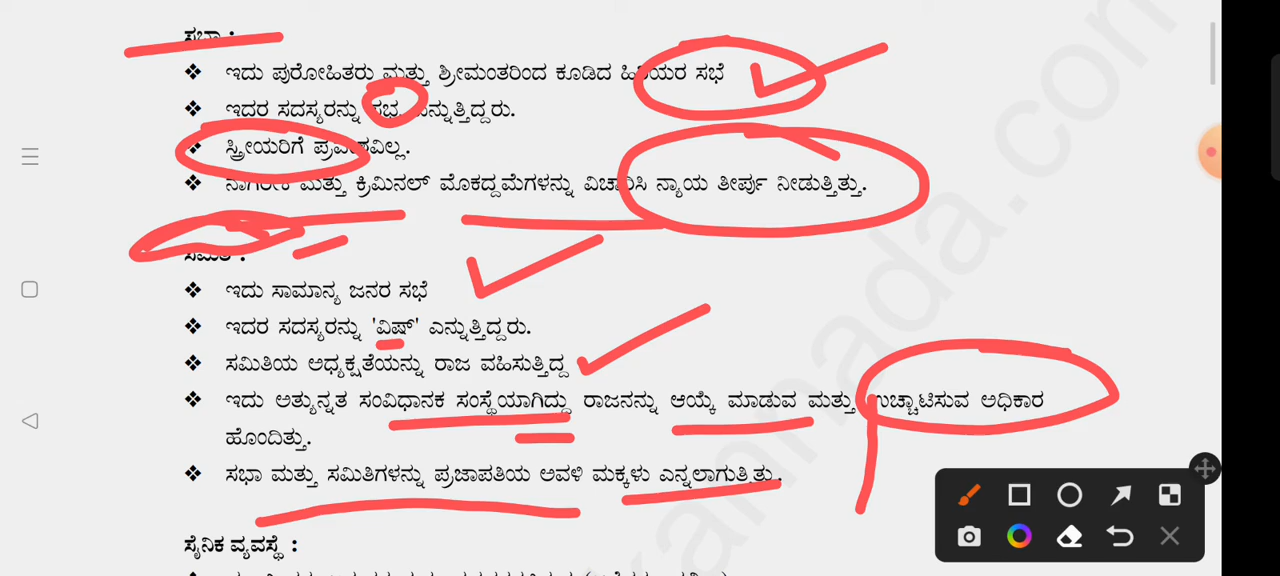 ಸಭಾ :
❖ ಇದು ಪುರೋಹಿತರು ಮತ್ತು ಶ್ರೀಮಂತರಿಂದ ಕೂಡಿದ ಹಿರಿಯರ ಸಭೆ
❖ ಇದರ ಸದಸ್ಯರನ್ನು ಸಭ್ಯ ಎನ್ನುತ್ತಿದ್ದರು.
❖ ಸ್ತ್ರೀಯರಿಗೆ ಪ್ರವೇಶವಿಲ್ಲ.
❖ ನಾಗರೀಕ ಮತ್ತು ಕ್ರಿಮಿನಲ್ ಮೊಕದ್ದಮೆಗಳನ್ನು ವಿಚಾರಿಸಿ ನ್ಯಾಯ ತೀರ್ಪು ನೀಡುತ್ತಿತ್ತು.
ಸಮಿತಿ :
❖ ಇದು ಸಾಮಾನ್ಯ ಜನರ ಸಭೆ
❖ ಇದರ ಸದಸ್ಯರನ್ನು 'ವಿಷ್' ಎನ್ನುತ್ತಿದ್ದರು.
❖ ಸಮಿತಿಯ ಅಧ್ಯಕ್ಷತೆಯನ್ನು ರಾಜ ವಹಿಸುತ್ತಿದ್ದ
❖ ಇದು ಅತ್ಯುನ್ನತ ಸಂವಿಧಾನಕ ಸಂಸ್ಥೆಯಾಗಿದ್ದು ರಾಜನನ್ನು ಆಯ್ಕೆ ಮಾಡುವ ಮತ್ತು ಉಚ್ಚಾಟಿಸುವ ಅಧಿಕಾರ
ಹೊಂದಿತ್ತು.
❖ ಸಭಾ ಮತ್ತು ಸಮಿತಿಗಳನ್ನು ಪ್ರಜಾಪತಿಯ ಅವಳಿ ಮಕ್ಕಳು ಎನ್ನಲಾಗುತ್ತಿತ್ತು.
ಸೈನಿಕ ವ್ಯವಸ್ಥೆ :